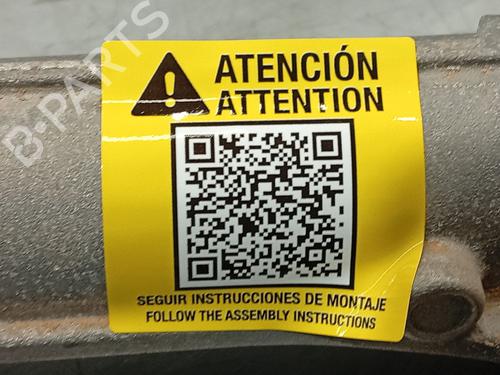 ATENCIÓN
ATTENTION
SEGUIR INSTRUCCIONES DE MONTAJE
FOLLOW THE ASSEMBLY INSTRUCTIONS
B-PARTS